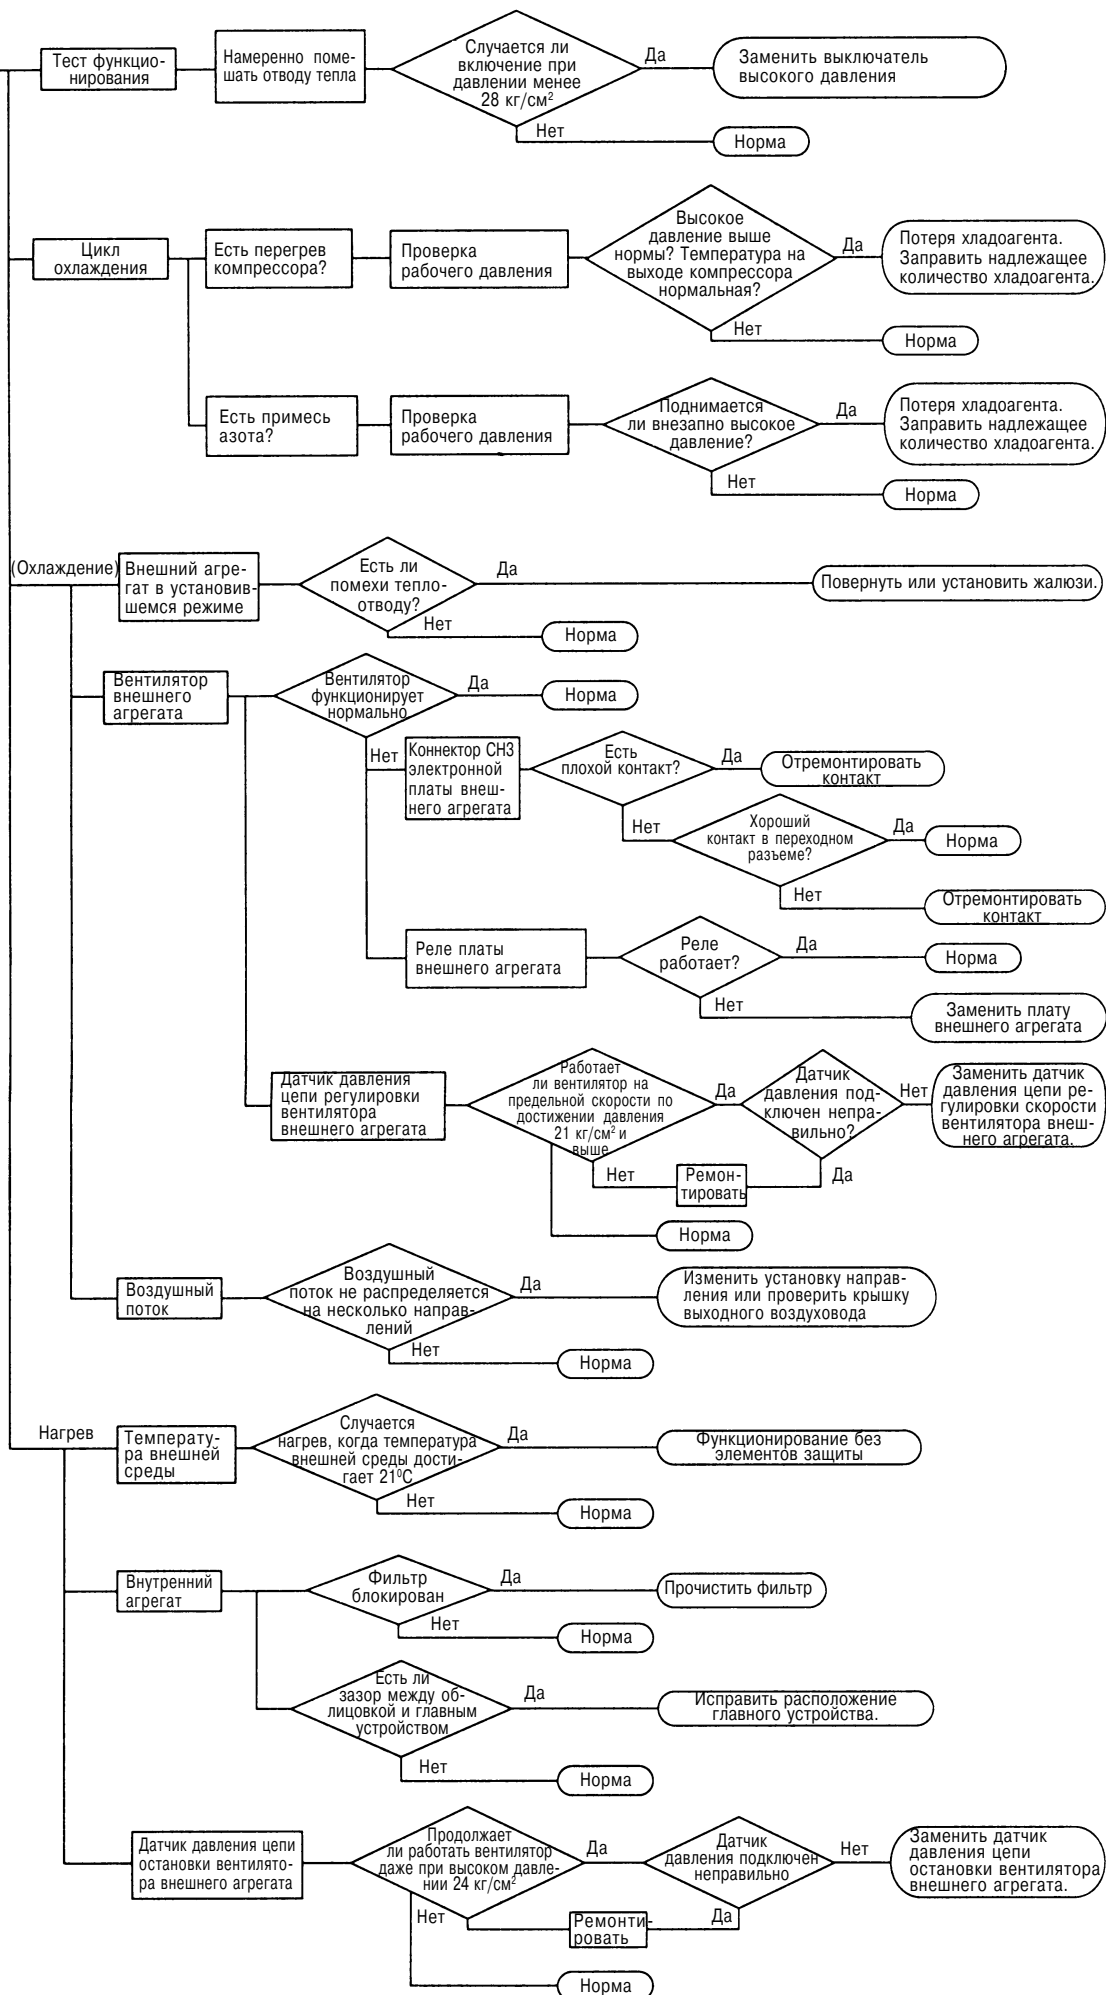 Тест функцио-
нирования
Намеренно поме-
шать отводу тепла
Случается ли
включение при
давлении менее
28 кг/см²
Да
Заменить выключатель
высокого давления
Нет
Норма
Цикл
охлаждения
Есть перегрев
компрессора?
Проверка
рабочего давления
Высокое
давление выше
нормы? Температура на
выходе компрессора
нормальная?
Да
Потеря хладоагента.
Заправить надлежащее
количество хладоагента.
Нет
Норма
Есть примесь
азота?
Проверка
рабочего давления
Поднимается
ли внезапно высокое
давление?
Да
Потеря хладоагента.
Заправить надлежащее
количество хладоагента.
Нет
Норма
(Охлаждение)
Внешний агре-
гат в установив-
шемся режиме
Есть ли
помехи тепло-
отводу?
Да
Повернуть или установить жалюзи.
Нет
Норма
Вентилятор
внешнего
агрегата
Вентилятор
функционирует
нормально
Да
Норма
Нет
Коннектор CH3
электронной
платы внеш-
него агрегата
Есть
плохой контакт?
Да
Отремонтировать
контакт
Нет
Хороший
контакт в переходном
разъеме?
Да
Норма
Нет
Отремонтировать
контакт
Реле платы
внешнего агрегата
Реле
работает?
Да
Норма
Нет
Заменить плату
внешнего агрегата
Датчик давления
цепи регулировки
вентилятора
внешнего агрегата
Работает
ли вентилятор на
предельной скорости по
достижении давления
21 кг/см² и
выше
Да
Датчик
давления под-
ключен непра-
вильно?
Нет
Заменить датчик
давления цепи ре-
гулировки скорости
вентилятора внеш-
него агрегата.
Нет
Ремон-
тировать
Да
Норма
Воздушный
поток
Воздушный
поток не распределяется
на несколько направ-
лений
Да
Изменить установку направ-
ления или проверить крышку
выходного воздуховода
Нет
Норма
Нагрев
Температу-
ра внешней
среды
Случается
нагрев, когда температура
внешней среды дости-
гает 21⁰С
Да
Функционирование без
элементов защиты
Нет
Норма
Внутренний
агрегат
Фильтр
блокирован
Да
Прочистить фильтр
Нет
Норма
Есть ли
зазор между об-
лицовкой и главным
устройством
Да
Исправить расположение
главного устройства.
Нет
Норма
Датчик давления цепи
остановки вентилято-
ра внешнего агрегата
Продолжает
ли работать вентилятор
даже при высоком давле-
нии 24 кг/см²
Да
Датчик
давления подключен
неправильно
Нет
Заменить датчик
давления цепи
остановки вентилятора
внешнего агрегата.
Нет
Ремонти-
ровать
Да
Норма